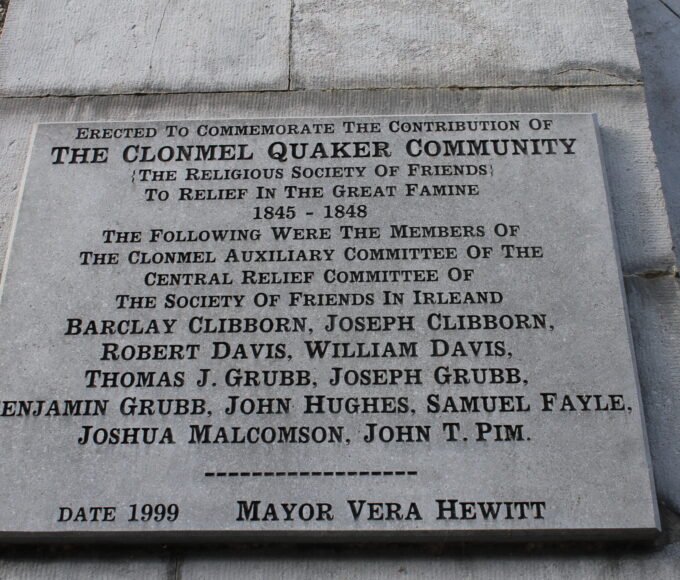 Erected To Commemorate The Contribution Of
The Clonmel Quaker Community
{The Religious Society Of Friends}
To Relief In The Great Famine
1845 - 1848
The Following Were The Members Of
The Clonmel Auxiliary Committee Of The
Central Relief Committee Of
The Society Of Friends In Irleand
Barclay Clibborn, Joseph Clibborn,
Robert Davis, William Davis,
Thomas J. Grubb, Joseph Grubb,
enjamin Grubb, John Hughes, Samuel Fayle,
Joshua Malcomson, John T. Pim.
------------------
Date 1999 Mayor Vera Hewitt